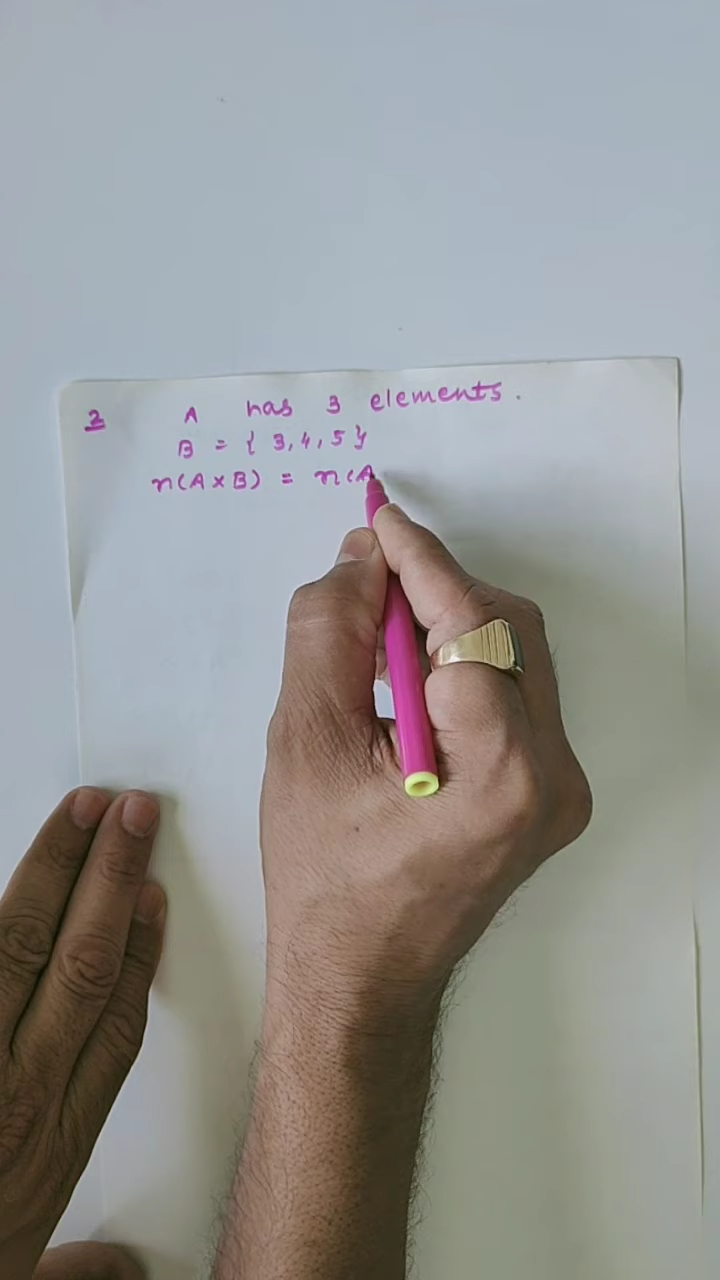 2 A has 3 elements.
B = { 3, 4, 5 }
n(A × B) = n(A